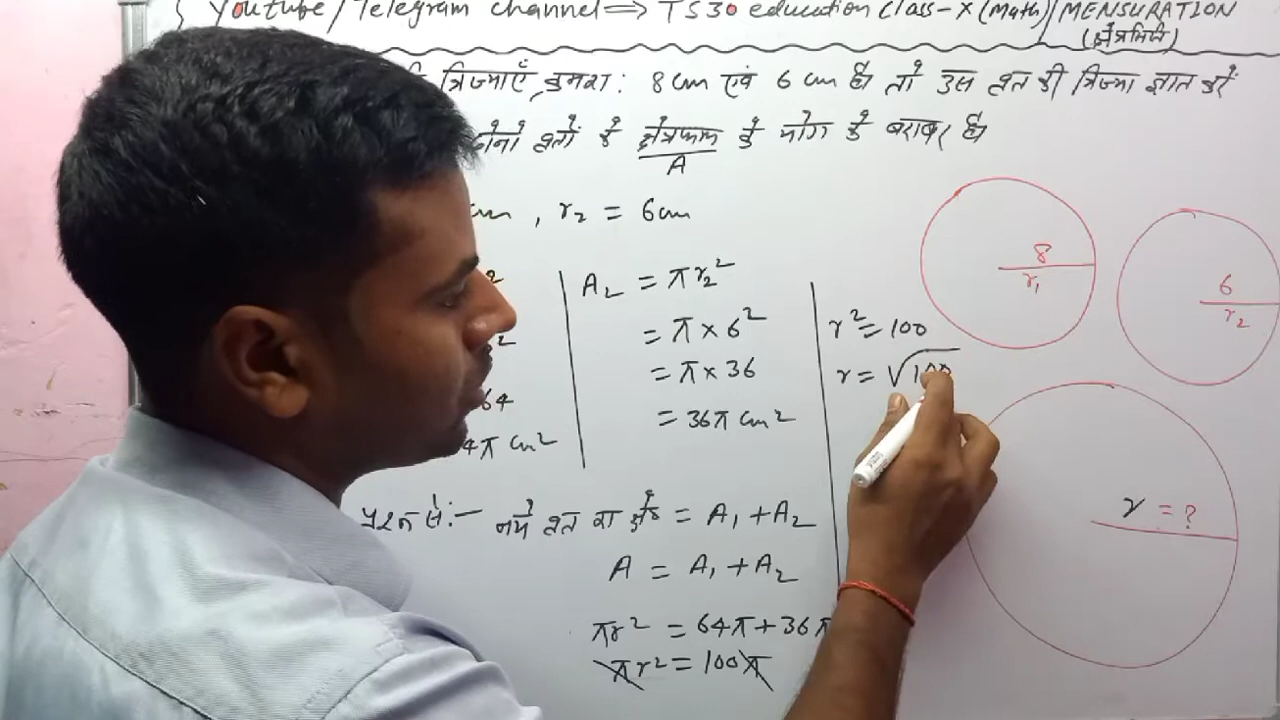 Youtube/Telegram channel ⇒ TS30 education Class-X (Math) MENSURATION
(क्षेत्रमिती)
त्रिज्याएँ क्रमशः 8 cm एवं 6 cm है। तो उस वृत की त्रिज्या ज्ञात करें
दोनो वृतों के क्षेत्रफल के योग के बराबर है।
A
cm , r₂ = 6cm
8
r₁
6
r₂
A₂ = πr₂²
= π × 6²
= π × 36
= 36π cm²
64
4π cm²
r² = 100
r = √100
r = ?
प्रश्न से:- नये वृत का क्षे॰ = A₁ + A₂
A = A₁ + A₂
πr² = 64π + 36π
πr² = 100π